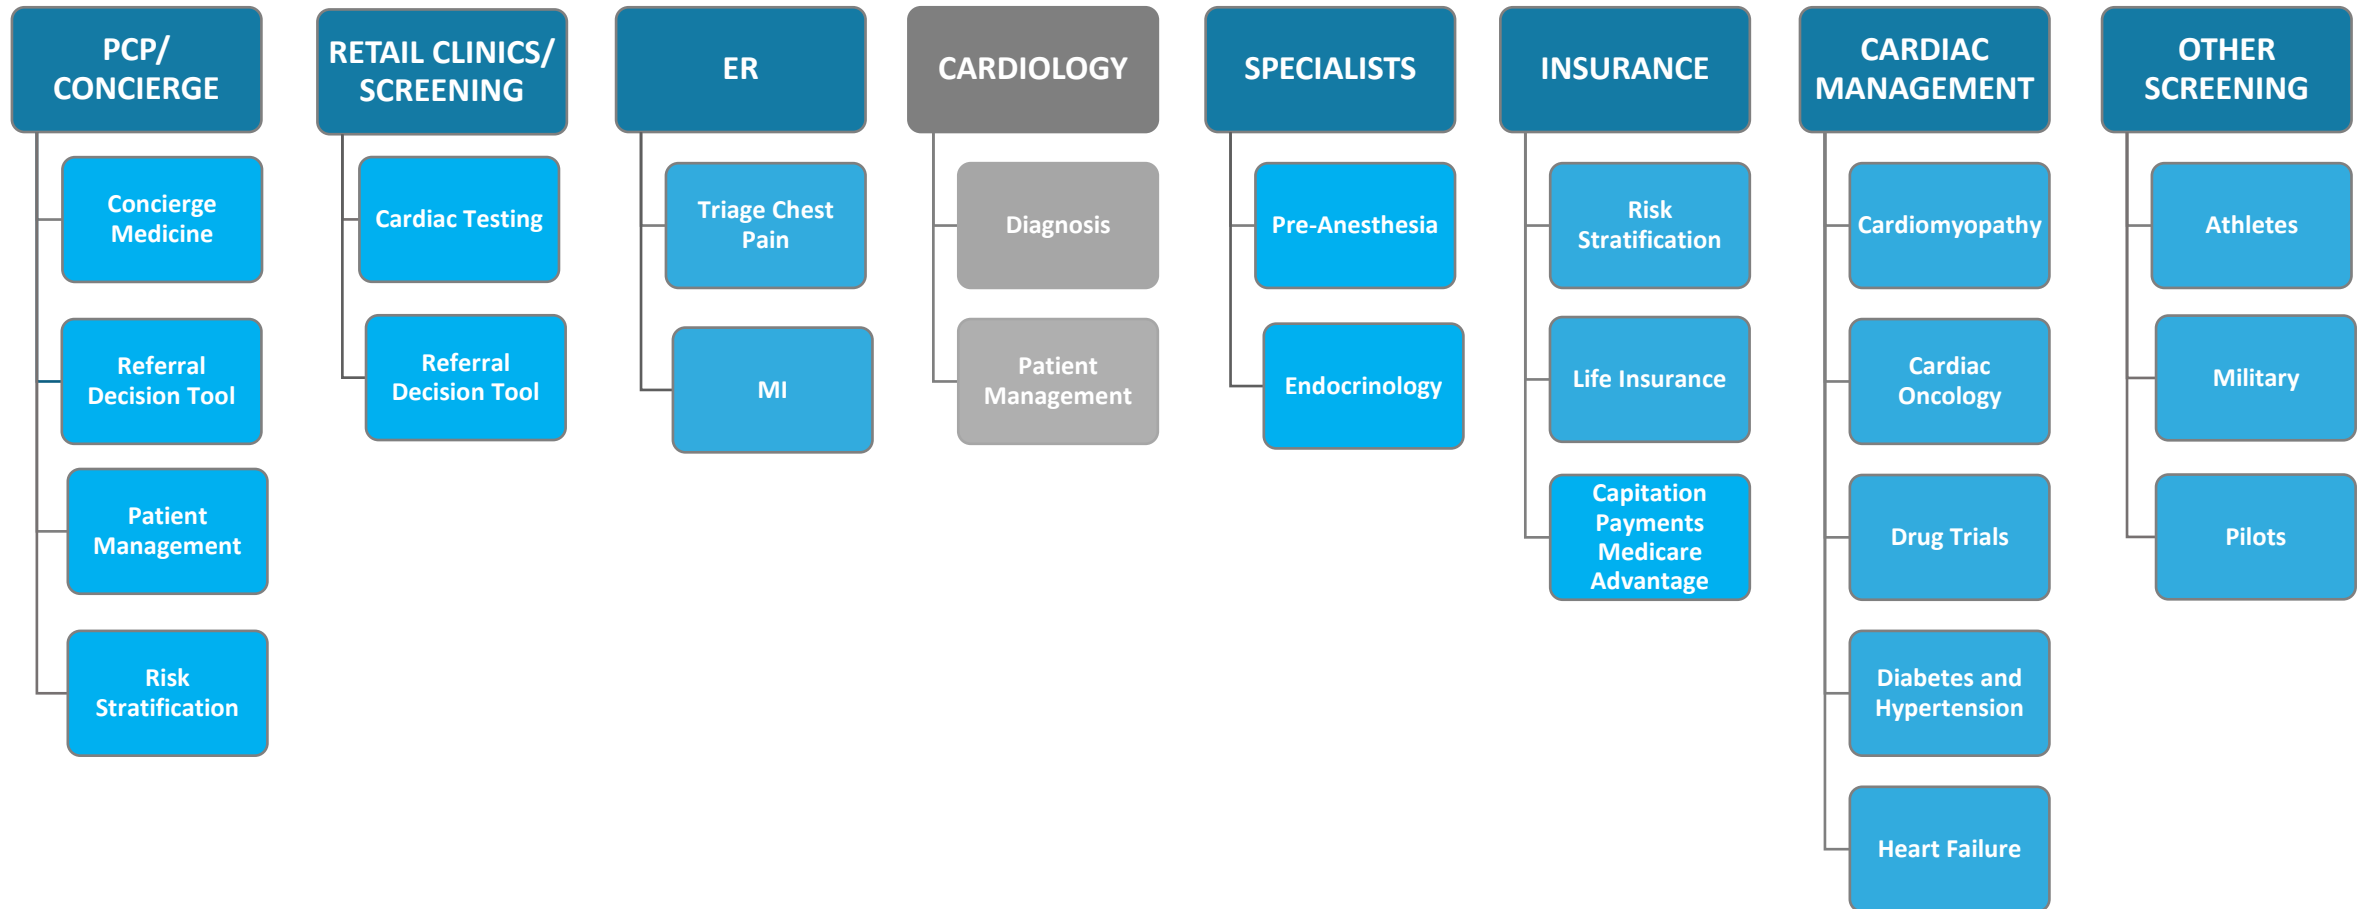 PCP/
CONCIERGE
Concierge
Medicine
Referral
Decision Tool
Patient
Management
Risk
Stratification
RETAIL CLINICS/
SCREENING
Cardiac Testing
Referral
Decision Tool
ER
Triage Chest
Pain
MI
CARDIOLOGY
Diagnosis
Patient
Management
SPECIALISTS
Pre-Anesthesia
Endocrinology
INSURANCE
Risk
Stratification
Life Insurance
Capitation
Payments
Medicare
Advantage
CARDIAC
MANAGEMENT
Cardiomyopathy
Cardiac
Oncology
Drug Trials
Diabetes and
Hypertension
Heart Failure
OTHER
SCREENING
Athletes
Military
Pilots